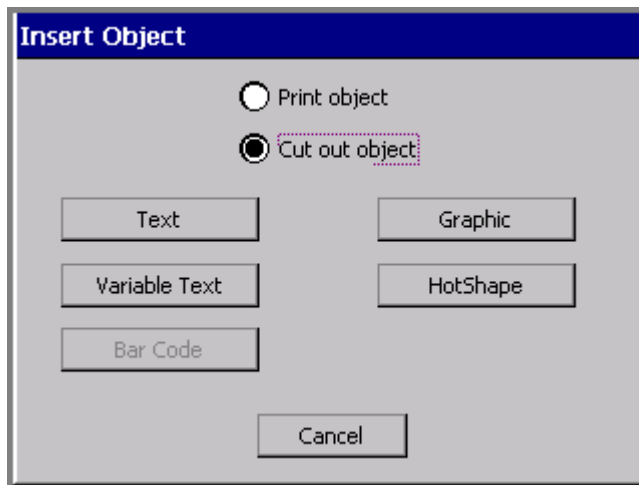 Insert Object
Print object
Cut out object
Text
Graphic
Variable Text
HotShape
Bar Code
Cancel